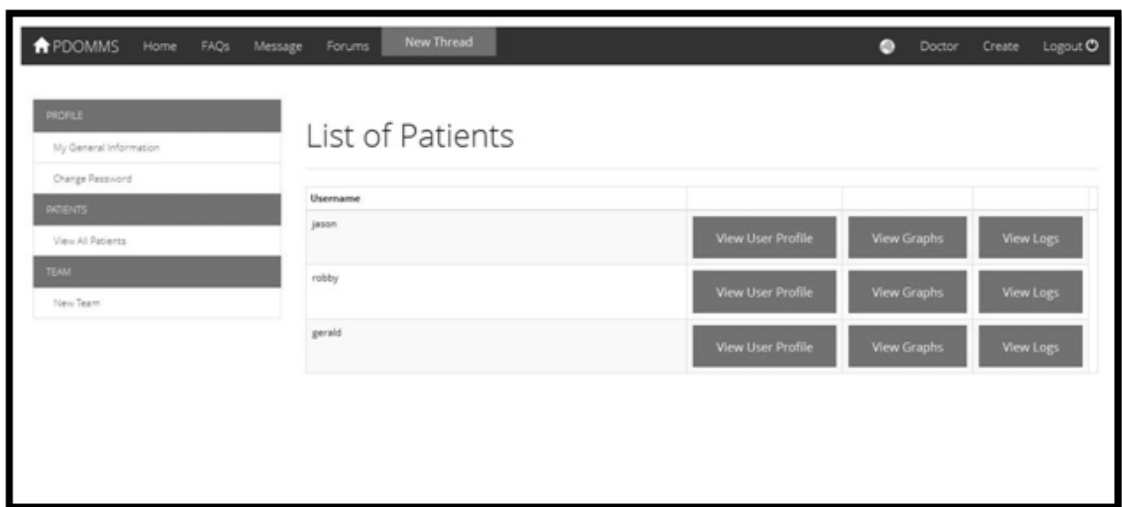 PDOMMS Home FAQs Message Forums New Thread Doctor Create Logout
PROFILE
My General Information
Change Password
PATIENTS
View All Patients
TEAM
New Team
List of Patients
Username
jason View User Profile View Graphs View Logs
robby View User Profile View Graphs View Logs
gerald View User Profile View Graphs View Logs